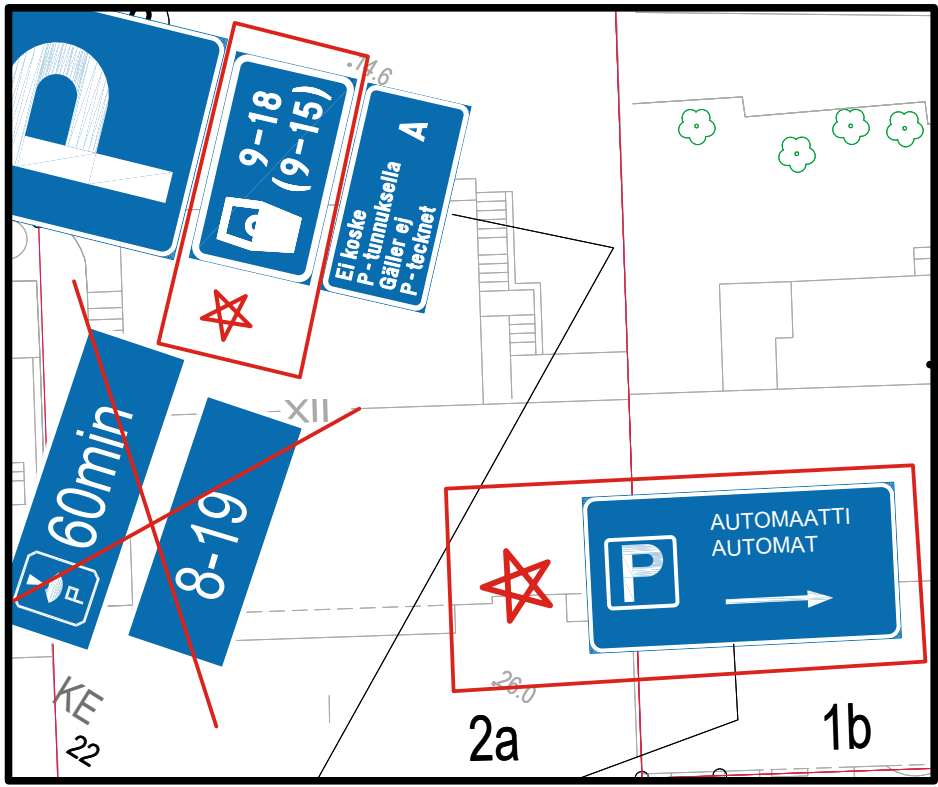 P
9-18
(9-15)
.14.6
A
Ei koske
P-tunnuksella
Gäller ej
P-tecknet
60min
P
8-19
XII
P
AUTOMAATTI
AUTOMAT
.26.0
KE
22
2a
1b